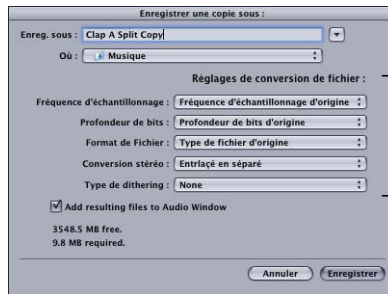 Enregistrer une copie sous :
Enreg. sous : Clap A Split Copy
Où : Musique
Réglages de conversion de fichier :
Fréquence d'échantillonnage : Fréquence d'échantillonnage d'origine
Profondeur de bits : Profondeur de bits d'origine
Format de Fichier : Type de fichier d'origine
Conversion stéréo : Entrlaçé en séparé
Type de dithering : None
Add resulting files to Audio Window
3548.5 MB free.
9.8 MB required.
Annuler Enregistrer